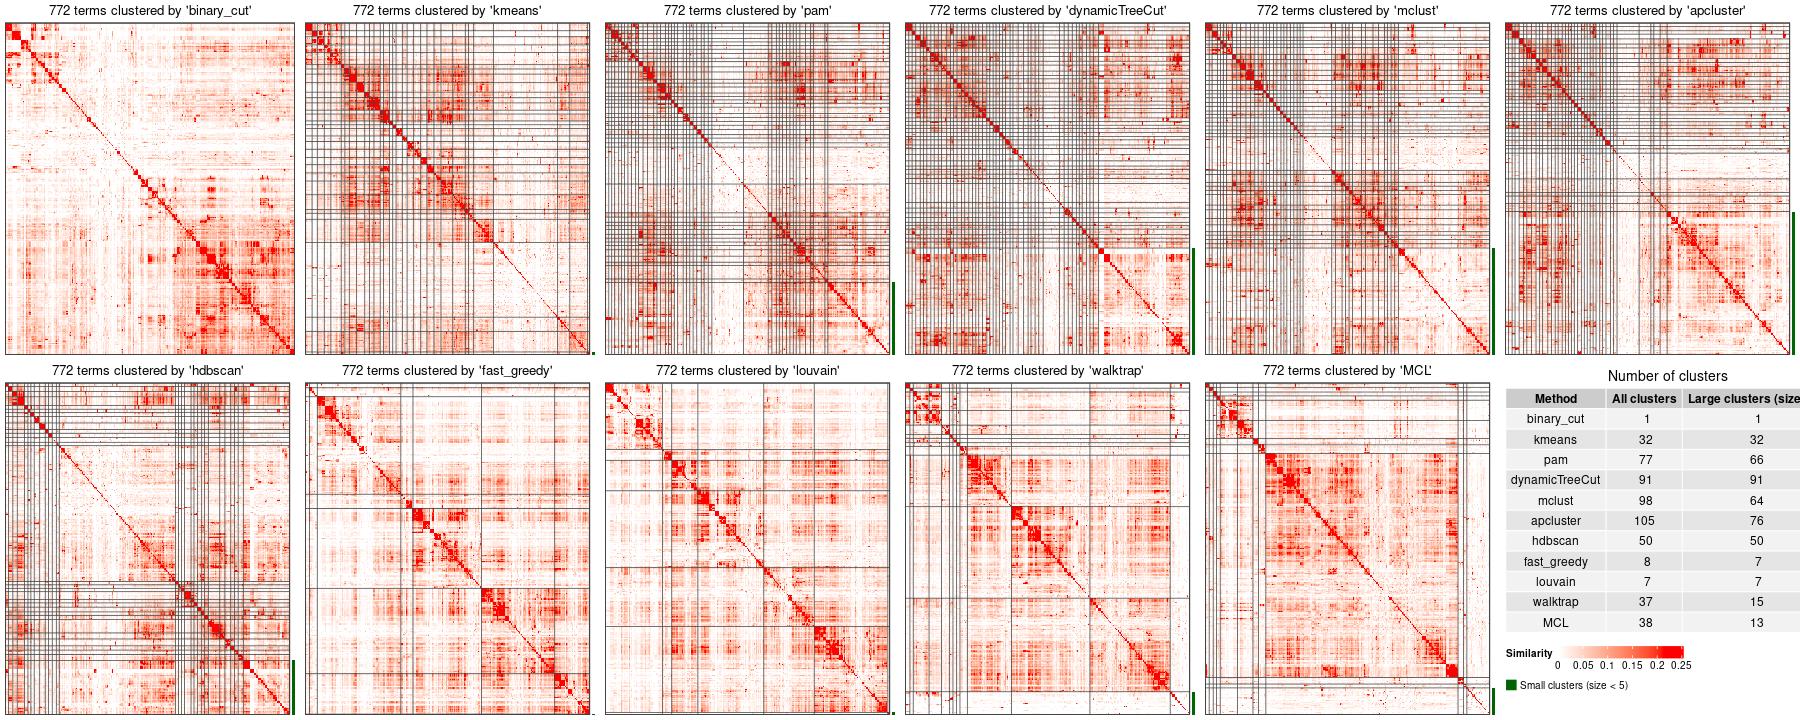 772 terms clustered by 'binary_cut'
772 terms clustered by 'kmeans'
772 terms clustered by 'pam'
772 terms clustered by 'dynamicTreeCut'
772 terms clustered by 'mclust'
772 terms clustered by 'apcluster'
772 terms clustered by 'hdbscan'
772 terms clustered by 'fast_greedy'
772 terms clustered by 'louvain'
772 terms clustered by 'walktrap'
772 terms clustered by 'MCL'
Number of clusters
Method All clusters Large clusters (size
binary_cut 1 1
kmeans 32 32
pam 77 66
dynamicTreeCut 91 91
mclust 98 64
apcluster 105 76
hdbscan 50 50
fast_greedy 8 7
louvain 7 7
walktrap 37 15
MCL 38 13
Similarity
0 0.05 0.1 0.15 0.2 0.25
Small clusters (size < 5)